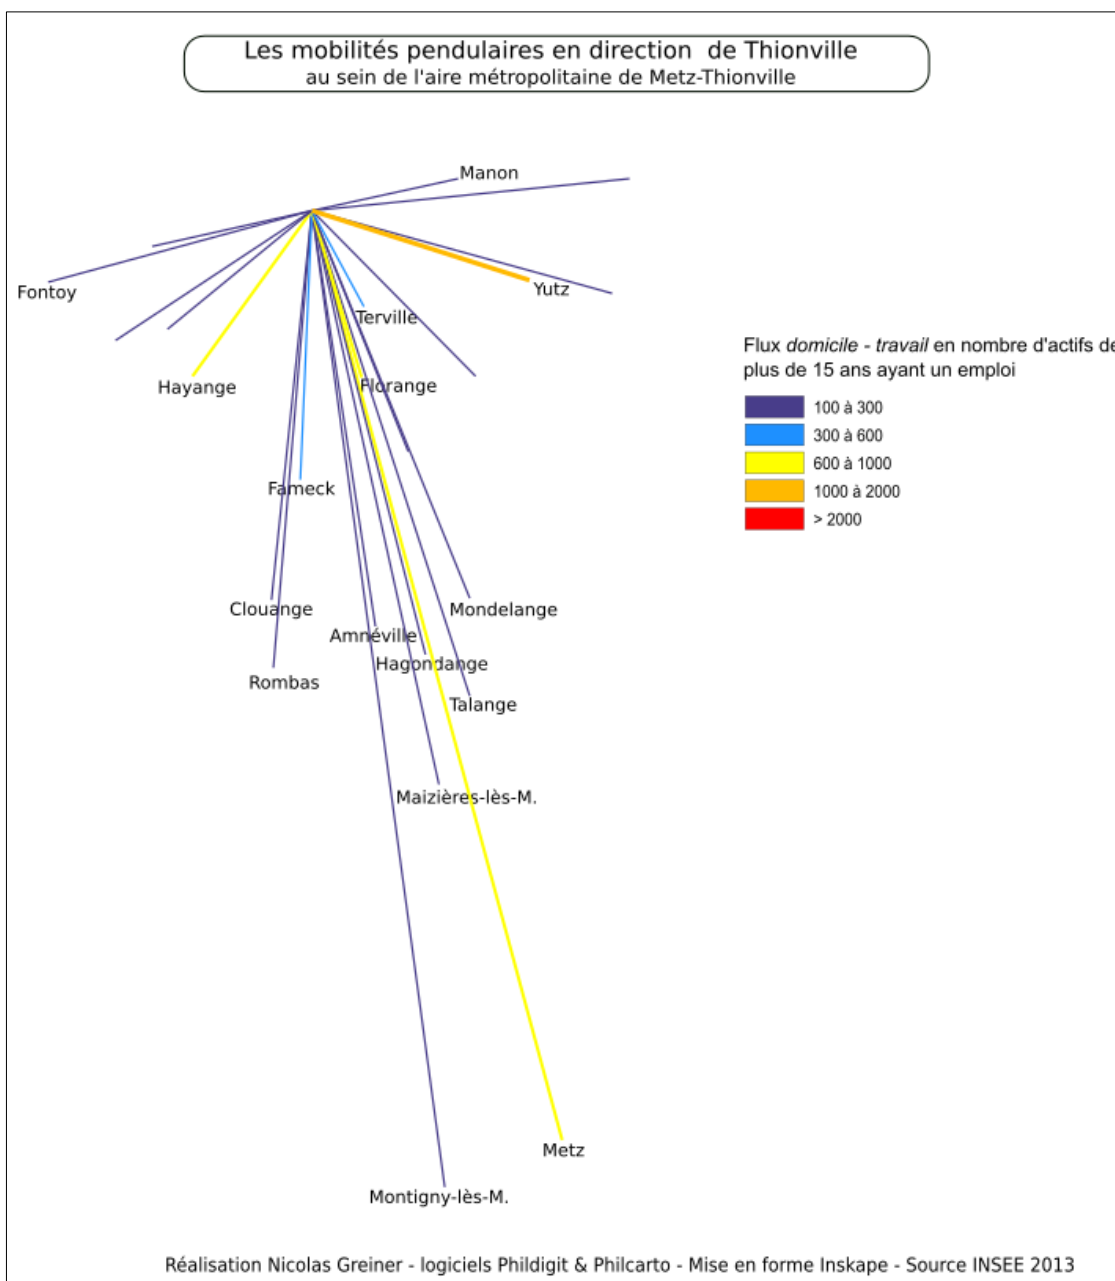 Les mobilités pendulaires en direction  de Thionville
au sein de l'aire métropolitaine de Metz-Thionville
Manon
Fontoy
Yutz
Terville
Hayange
Florange
Flux domicile - travail en nombre d'actifs de
plus de 15 ans ayant un emploi
100 à 300
300 à 600
600 à 1000
1000 à 2000
> 2000
Fameck
Clouange
Mondelange
Amnéville
Hagondange
Rombas
Talange
Maizières-lès-M.
Metz
Montigny-lès-M.
Réalisation Nicolas Greiner - logiciels Phildigit & Philcarto - Mise en forme Inskape - Source INSEE 2013